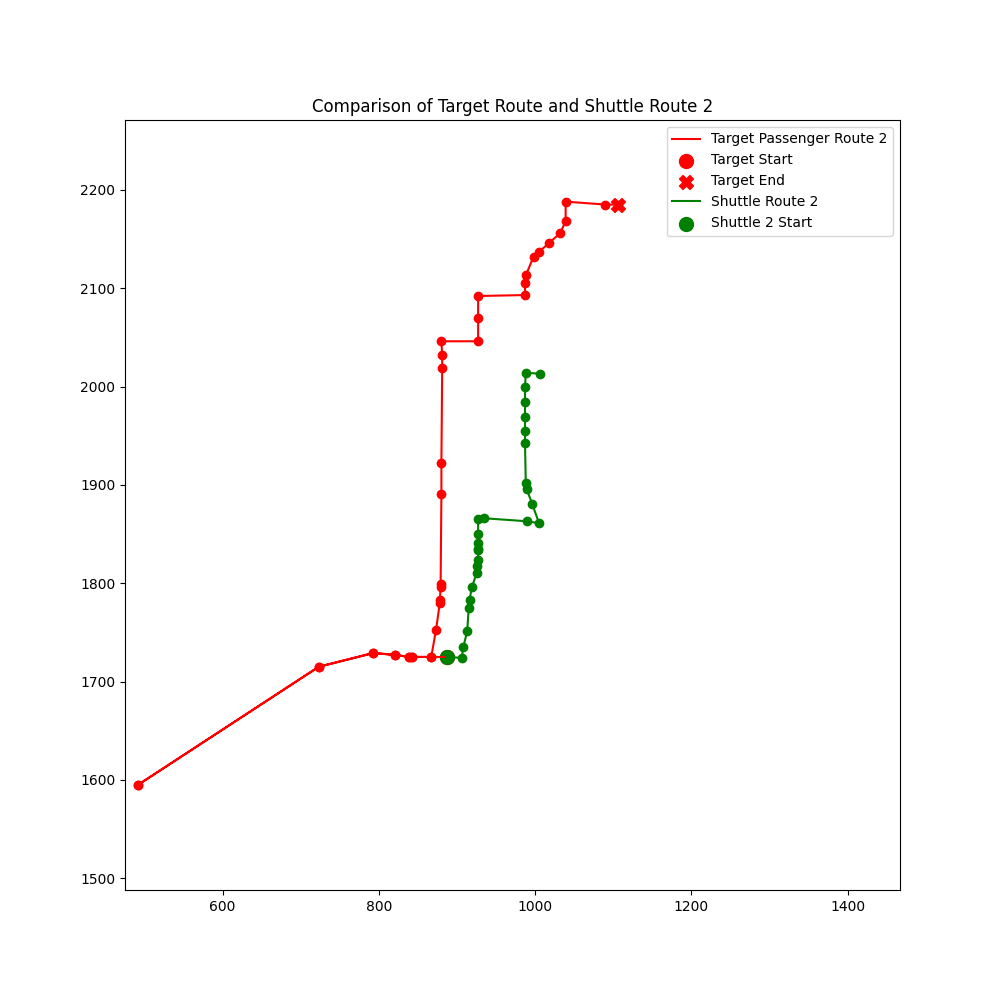 Comparison of Target Route and Shuttle Route 2
Target Passenger Route 2
Target Start
Target End
Shuttle Route 2
Shuttle 2 Start
2200
2100
2000
1900
1800
1700
1600
1500
600 800 1000 1200 1400